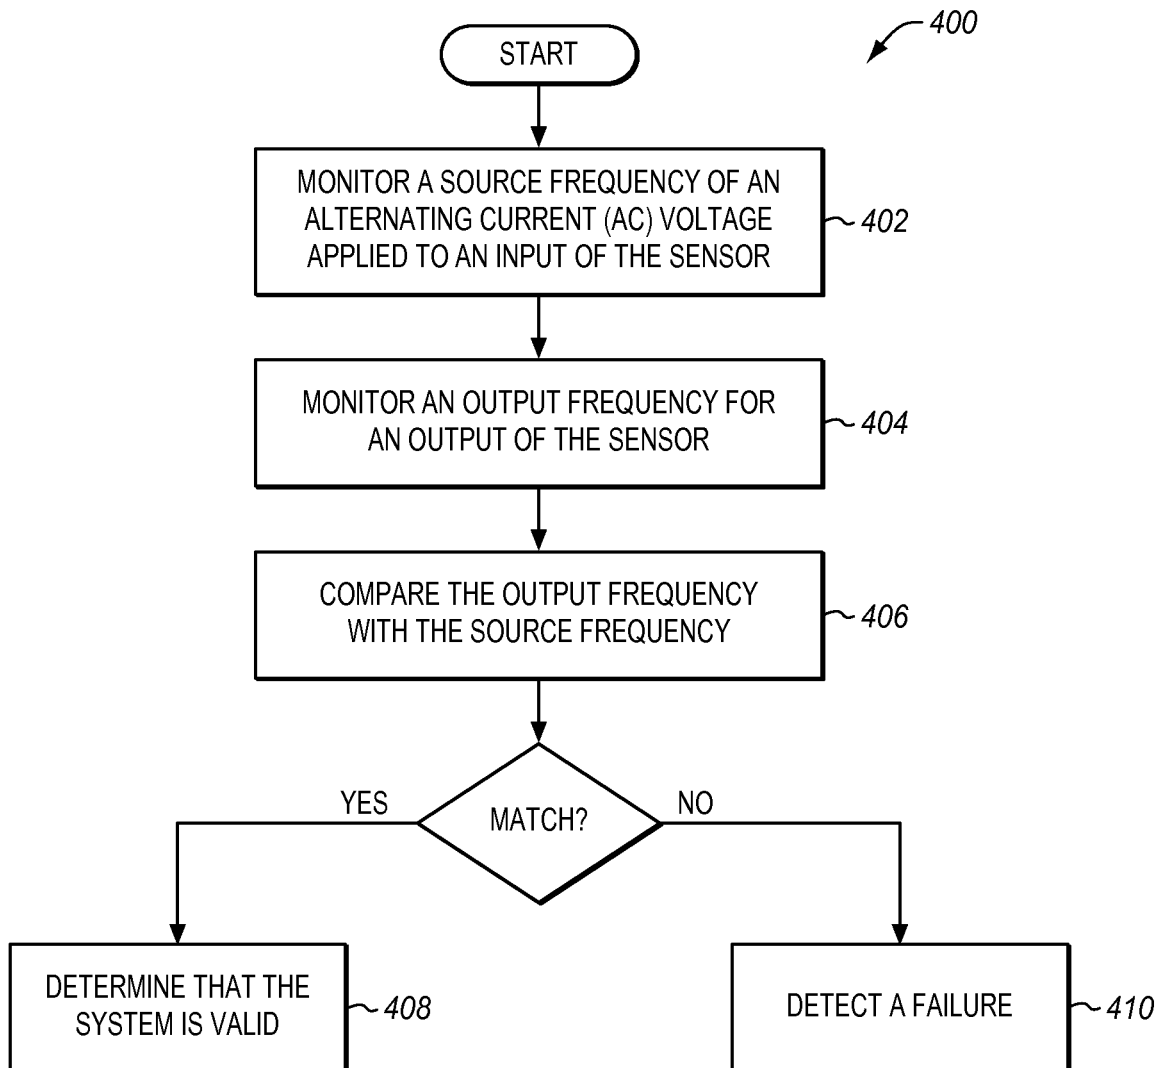 400
START
MONITOR A SOURCE FREQUENCY OF AN
ALTERNATING CURRENT (AC) VOLTAGE
APPLIED TO AN INPUT OF THE SENSOR
402
MONITOR AN OUTPUT FREQUENCY FOR
AN OUTPUT OF THE SENSOR
404
COMPARE THE OUTPUT FREQUENCY
WITH THE SOURCE FREQUENCY
406
MATCH?
YES
NO
DETERMINE THAT THE
SYSTEM IS VALID
408
DETECT A FAILURE
410